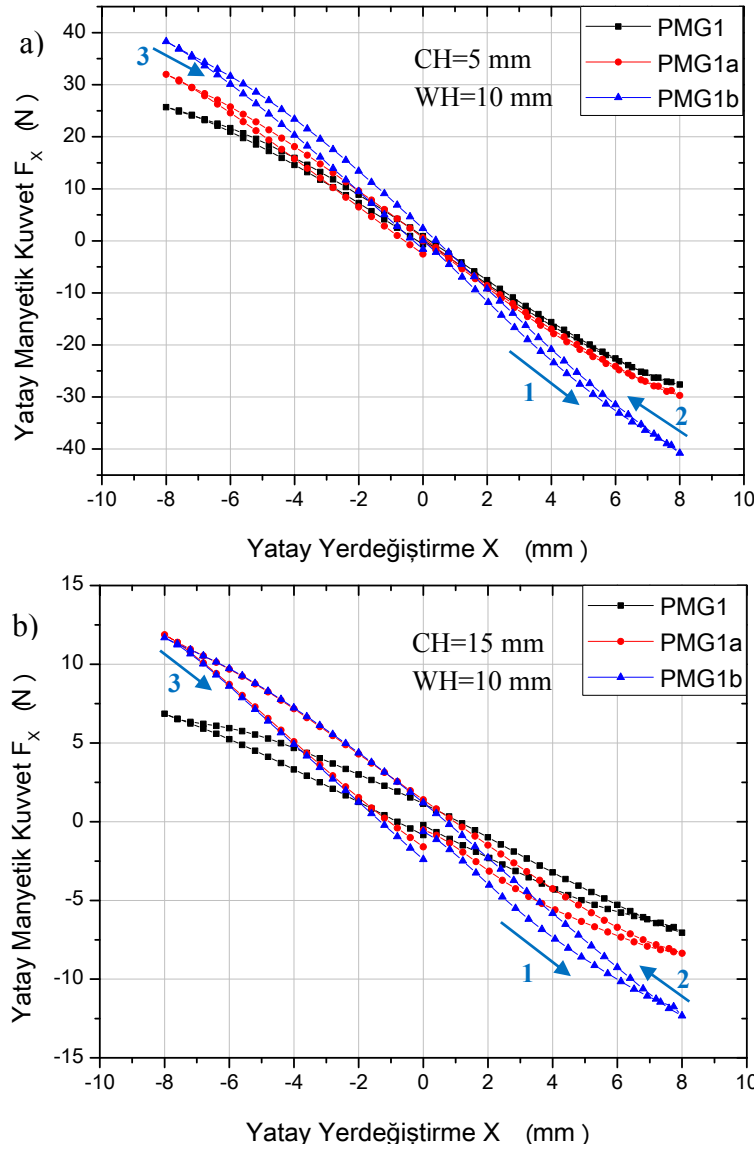 a)
40
30
20
10
0
-10
-20
-30
-40
Yatay Manyetik Kuvvet F_X (N)
CH=5 mm
WH=10 mm
PMG1
PMG1a
PMG1b
3
1
2
-10 -8 -6 -4 -2 0 2 4 6 8 10
Yatay Yerdeğiştirme X (mm)
b)
15
10
5
0
-5
-10
-15
Yatay Manyetik Kuvvet F_X (N)
CH=15 mm
WH=10 mm
PMG1
PMG1a
PMG1b
3
1
2
-10 -8 -6 -4 -2 0 2 4 6 8 10
Yatay Yerdeğiştirme X (mm)